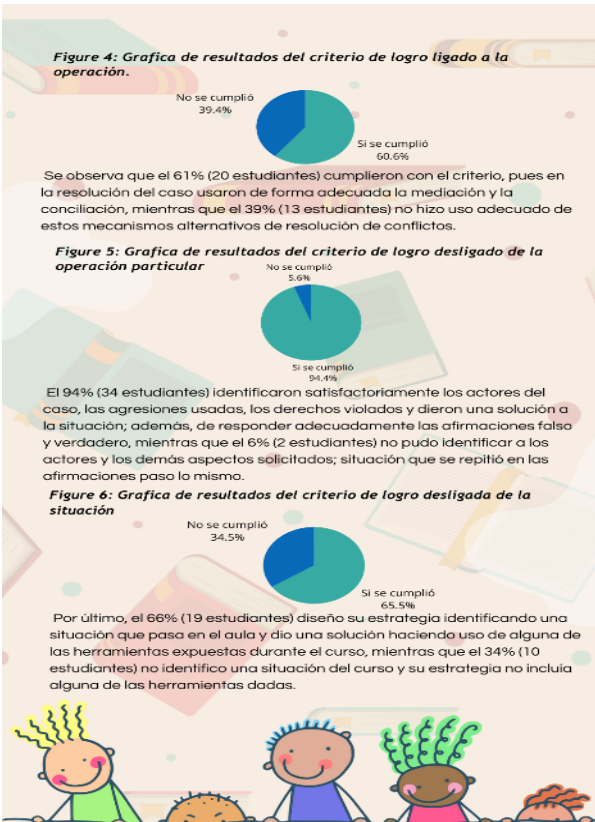 Figure 4: Grafica de resultados del criterio de logro ligado a la
operación.
No se cumplió
39.4%
Si se cumplió
60.6%
Se observa que el 61% (20 estudiantes) cumplieron con el criterio, pues en
la resolución del caso usaron de forma adecuada la mediación y la
conciliación, mientras que el 39% (13 estudiantes) no hizo uso adecuado de
estos mecanismos alternativos de resolución de conflictos.
Figure 5: Grafica de resultados del criterio de logro desligado de la
operación particular
No se cumplió
5.6%
Si se cumplió
94.4%
El 94% (34 estudiantes) identificaron satisfactoriamente los actores del
caso, las agresiones usadas, los derechos violados y dieron una solución a
la situación; además, de responder adecuadamente las afirmaciones falso
y verdadero, mientras que el 6% (2 estudiantes) no pudo identificar a los
actores y los demás aspectos solicitados; situación que se repitió en las
afirmaciones paso lo mismo.
Figure 6: Grafica de resultados del criterio de logro desligada de la
situación
No se cumplió
34.5%
Si se cumplió
65.5%
Por último, el 66% (19 estudiantes) diseño su estrategia identificando una
situación que pasa en el aula y dio una solución haciendo uso de alguna de
las herramientas expuestas durante el curso, mientras que el 34% (10
estudiantes) no identifico una situación del curso y su estrategia no incluia
alguna de las herramientas dadas.